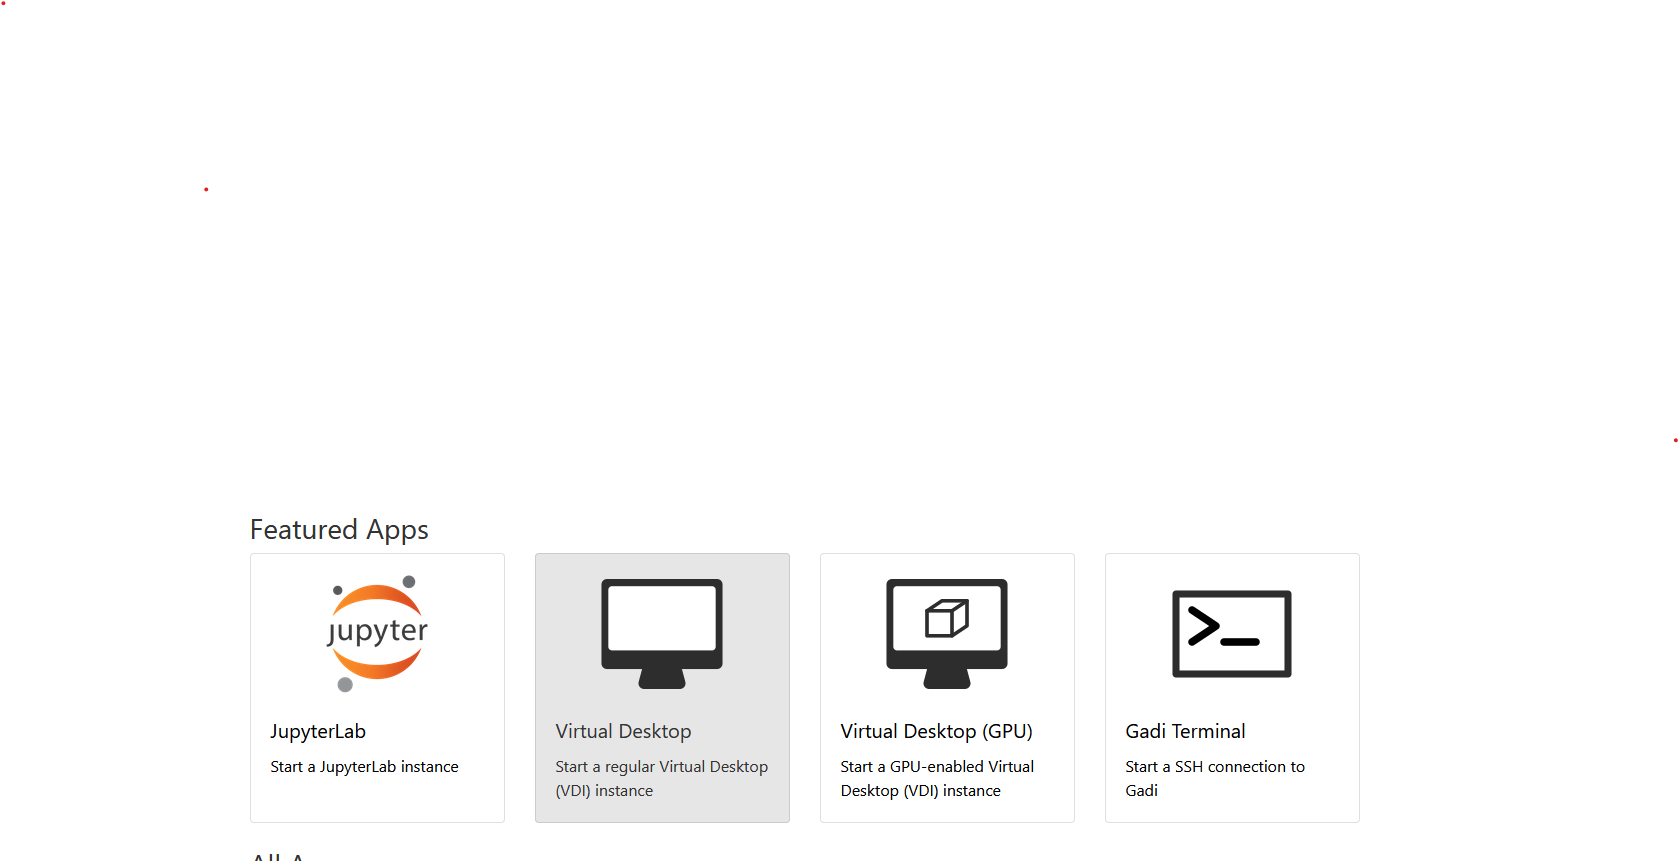 Featured Apps
jupyter
JupyterLab
Start a JupyterLab instance
Virtual Desktop
Start a regular Virtual Desktop
(VDI) instance
Virtual Desktop (GPU)
Start a GPU-enabled Virtual
Desktop (VDI) instance
>_
Gadi Terminal
Start a SSH connection to
Gadi